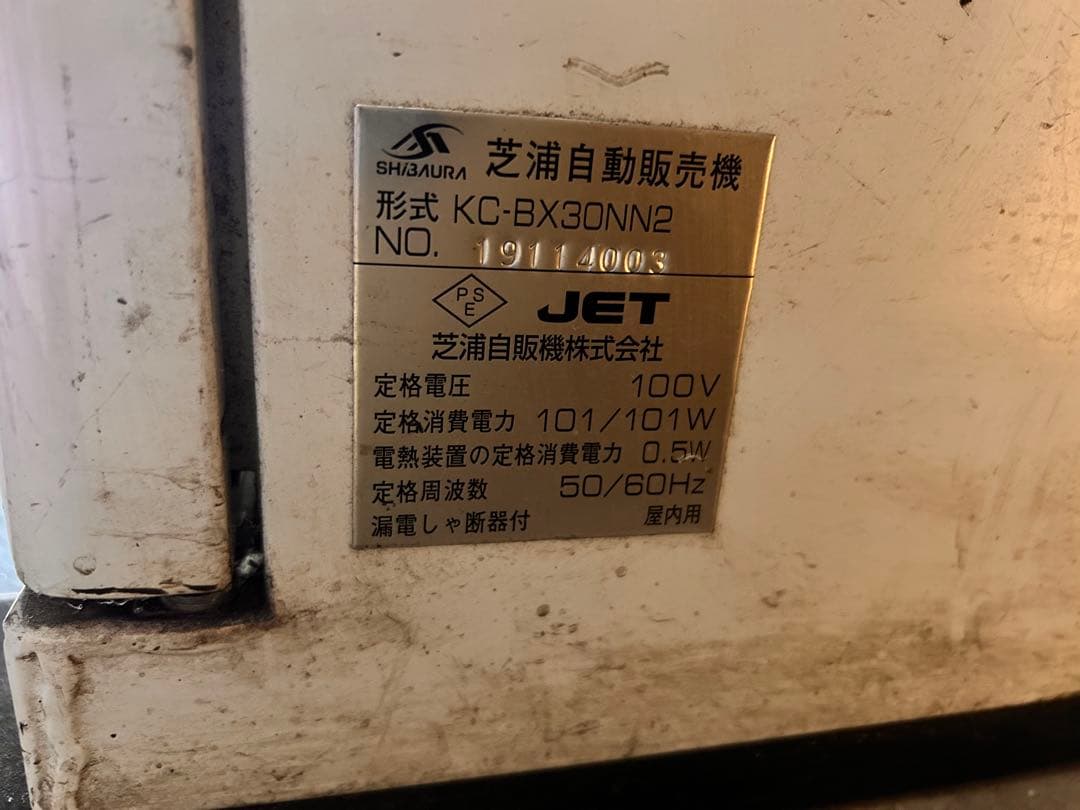 SHIBAURA 芝浦自動販売機
形式 KC-BX30NN2
NO. 19114003
PSE JET
芝浦自販機株式会社
定格電圧 100V
定格消費電力 101/101W
電熱装置の定格消費電力 0.5W
定格周波数 50/60Hz
漏電しゃ断器付 屋内用